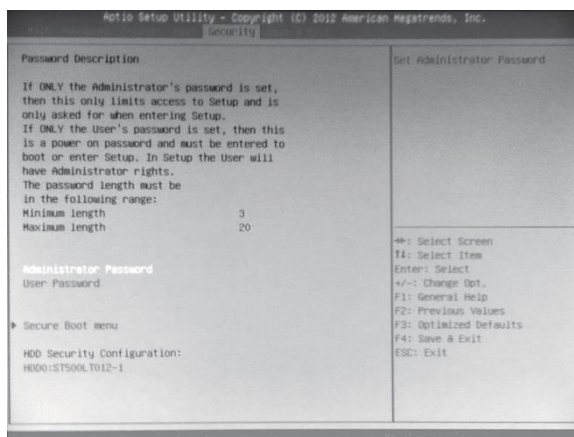 Aptio Setup Utility - Copyright (C) 2012 American Megatrends, Inc.
Security
Password Description
If ONLY the Administrator's password is set,
then this only limits access to Setup and is
only asked for when entering Setup.
If ONLY the User's password is set, then this
is a power on password and must be entered to
boot or enter Setup. In Setup the User will
have Administrator rights.
The password length must be
in the following range:
Minimum length 3
Maximum length 20
Administrator Password
User Password
Secure Boot menu
HDD Security Configuration:
HDD0:ST500LT012-1
Set Administrator Password
: Select Screen
: Select Item
Enter: Select
+/-: Change Opt.
F1: General Help
F2: Previous Values
F3: Optimized Defaults
F4: Save & Exit
ESC: Exit